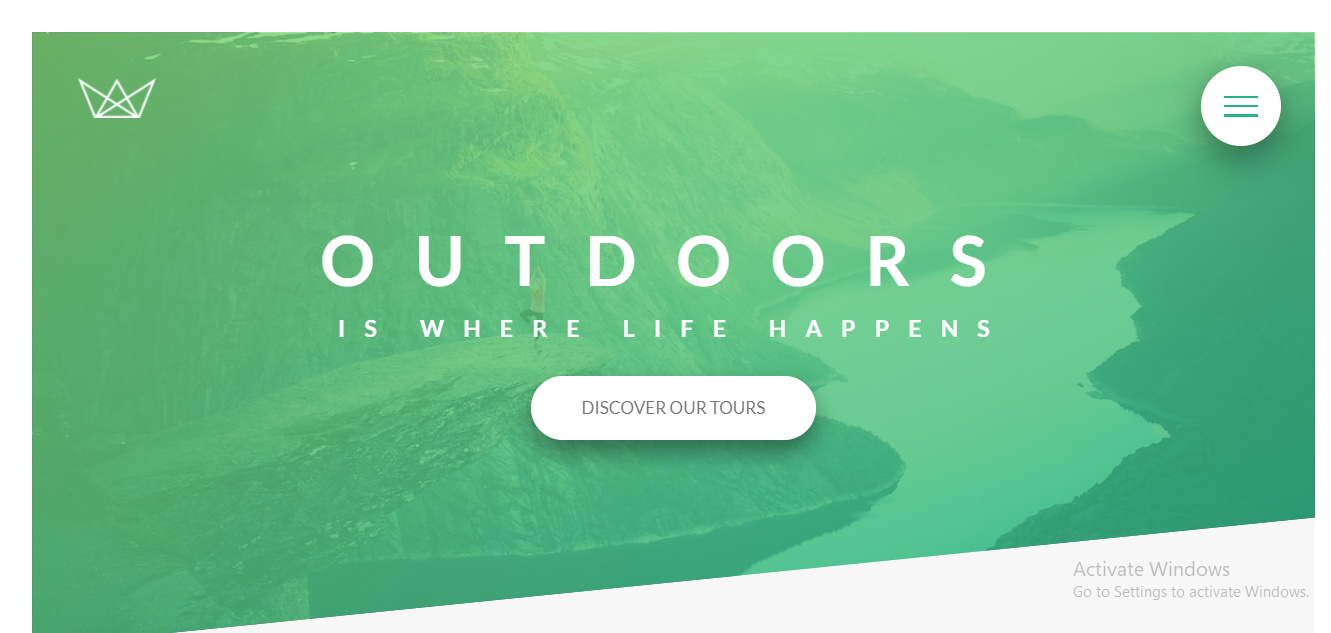 OUTDOORS
IS WHERE LIFE HAPPENS
DISCOVER OUR TOURS
Activate Windows
Go to Settings to activate Windows.